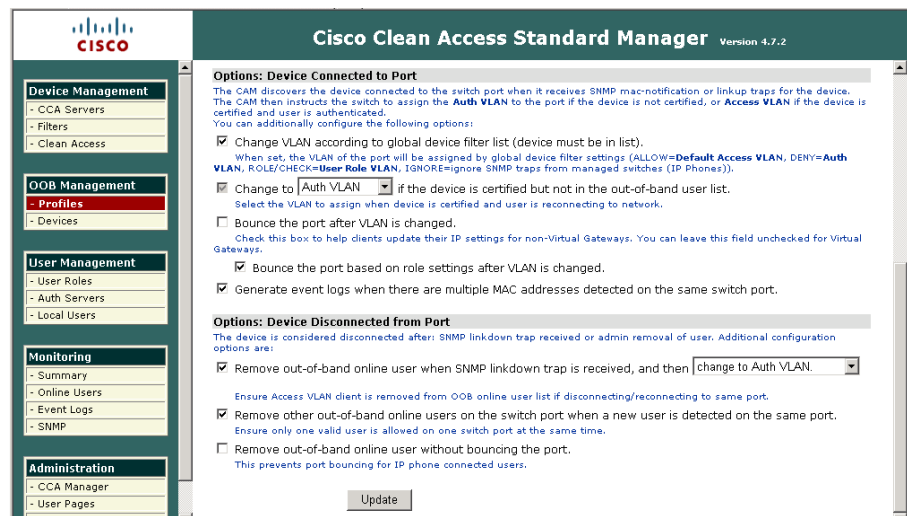 CISCO
Cisco Clean Access Standard Manager Version 4.7.2
Device Management
- CCA Servers
- Filters
- Clean Access
OOB Management
- Profiles
- Devices
User Management
- User Roles
- Auth Servers
- Local Users
Monitoring
- Summary
- Online Users
- Event Logs
- SNMP
Administration
- CCA Manager
- User Pages
Options: Device Connected to Port
The CAM discovers the device connected to the switch port when it receives SNMP mac-notification or linkup traps for the device.
The CAM then instructs the switch to assign the Auth VLAN to the port if the device is not certified, or Access VLAN if the device is
certified and user is authenticated.
You can additionally configure the following options:
Change VLAN according to global device filter list (device must be in list).
When set, the VLAN of the port will be assigned by global device filter settings (ALLOW=Default Access VLAN, DENY=Auth
VLAN, ROLE/CHECK=User Role VLAN, IGNORE=ignore SNMP traps from managed switches (IP Phones)).
Change to Auth VLAN if the device is certified but not in the out-of-band user list.
Select the VLAN to assign when device is certified and user is reconnecting to network.
Bounce the port after VLAN is changed.
Check this box to help clients update their IP settings for non-Virtual Gateways. You can leave this field unchecked for Virtual
Gateways.
Bounce the port based on role settings after VLAN is changed.
Generate event logs when there are multiple MAC addresses detected on the same switch port.
Options: Device Disconnected from Port
The device is considered disconnected after: SNMP linkdown trap received or admin removal of user. Additional configuration
options are:
Remove out-of-band online user when SNMP linkdown trap is received, and then change to Auth VLAN.
Ensure Access VLAN client is removed from OOB online user list if disconnecting/reconnecting to same port.
Remove other out-of-band online users on the switch port when a new user is detected on the same port.
Ensure only one valid user is allowed on one switch port at the same time.
Remove out-of-band online user without bouncing the port.
This prevents port bouncing for IP phone connected users.
Update